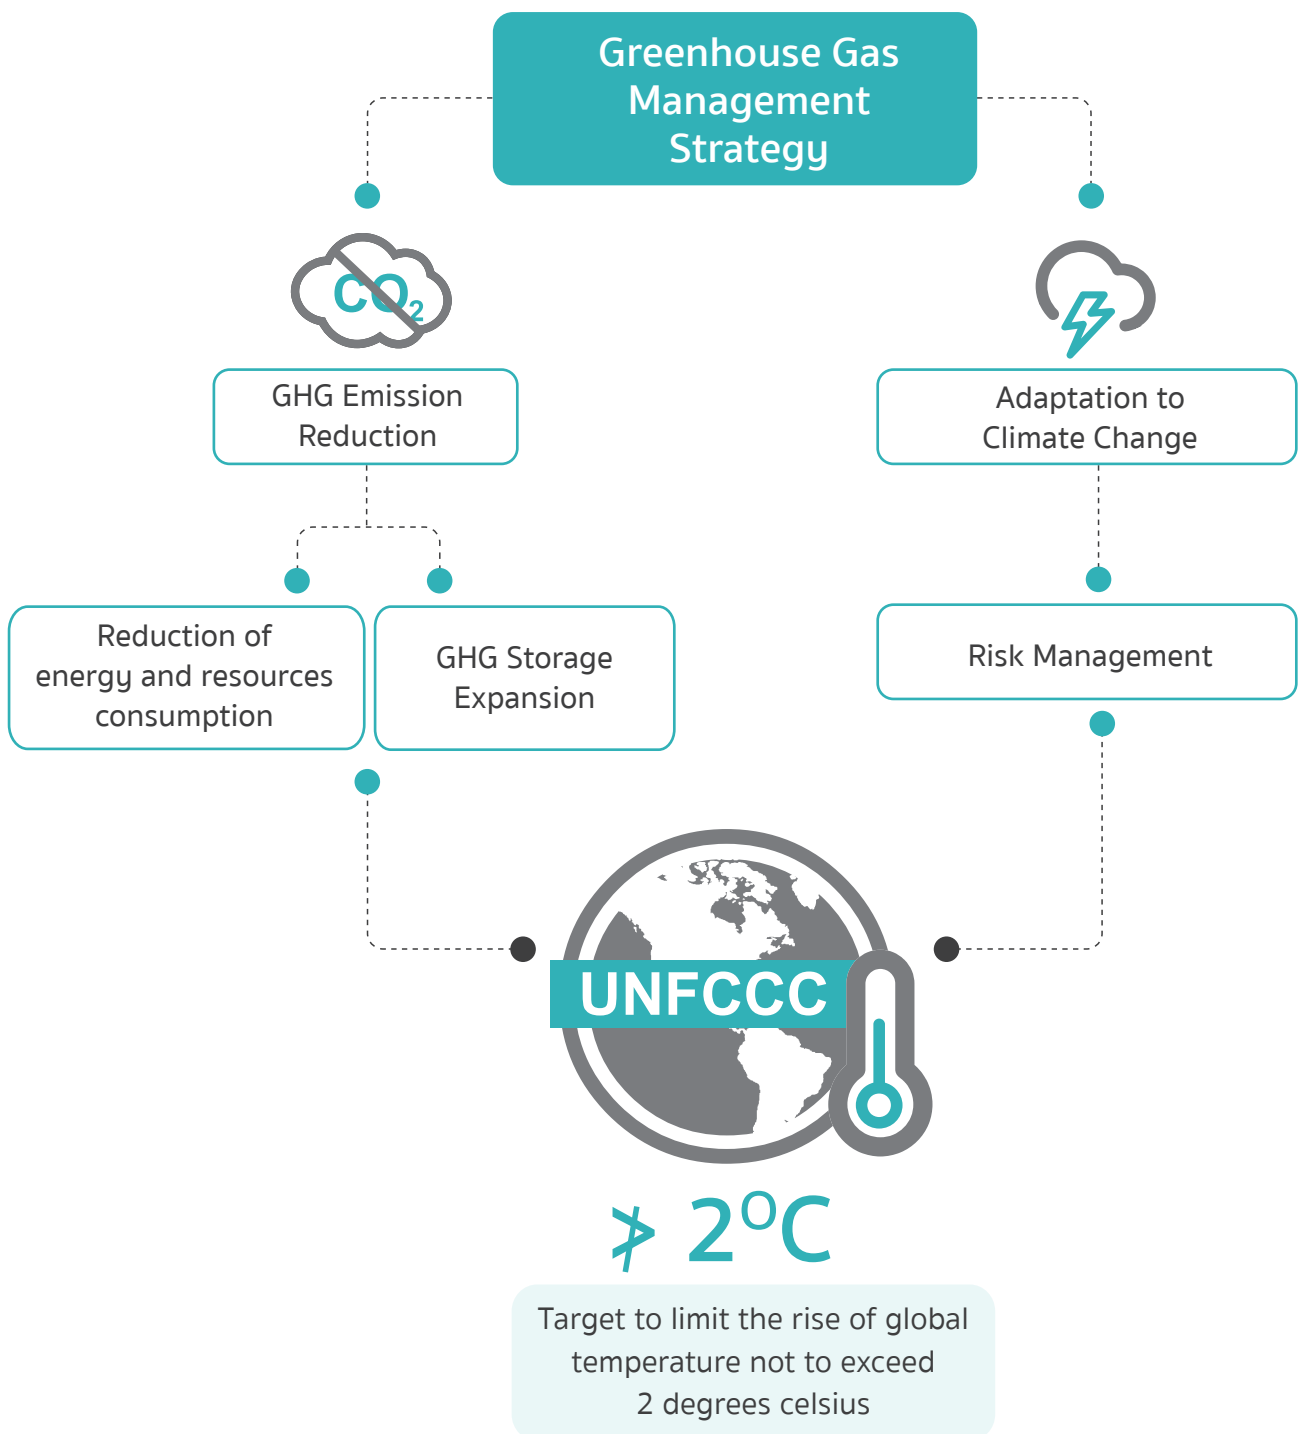 Greenhouse Gas
Management
Strategy
CO₂
GHG Emission
Reduction
Adaptation to
Climate Change
Reduction of
energy and resources
consumption
GHG Storage
Expansion
Risk Management
UNFCCC
≯ 2°C
Target to limit the rise of global
temperature not to exceed
2 degrees celsius